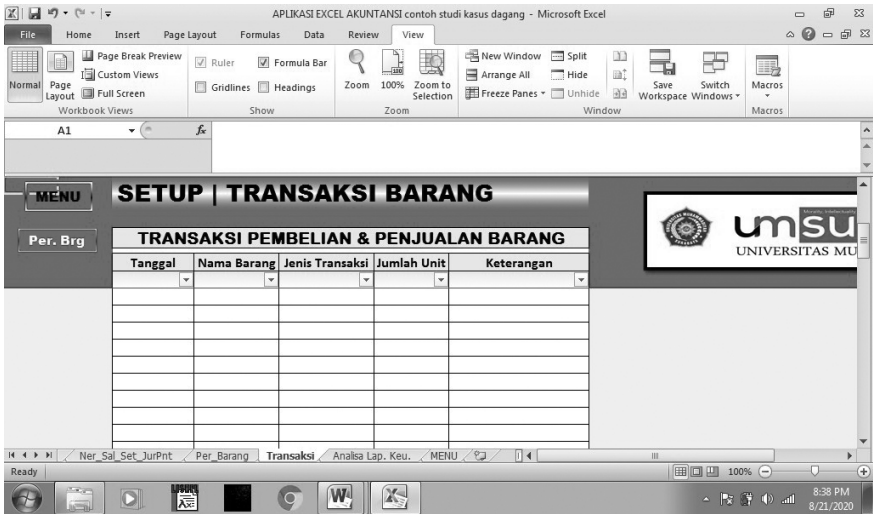 APLIKASI EXCEL AKUNTANSI contoh studi kasus dagang - Microsoft Excel
File Home Insert Page Layout Formulas Data Review View
Normal
Page Layout
Page Break Preview
Custom Views
Full Screen
Workbook Views
Ruler
Formula Bar
Gridlines
Headings
Show
Zoom
100%
Zoom to Selection
Zoom
New Window
Arrange All
Freeze Panes
Split
Hide
Unhide
Save Workspace
Switch Windows
Window
Macros
Macros
A1 fx
MENU
SETUP | TRANSAKSI BARANG
Per. Brg
TRANSAKSI PEMBELIAN & PENJUALAN BARANG
Tanggal Nama Barang Jenis Transaksi Jumlah Unit Keterangan
umsu
UNIVERSITAS MU
Ner_Sal_Set_JurPnt Per_Barang Transaksi Analisa Lap. Keu. MENU
Ready 100%
8:38 PM
8/21/2020